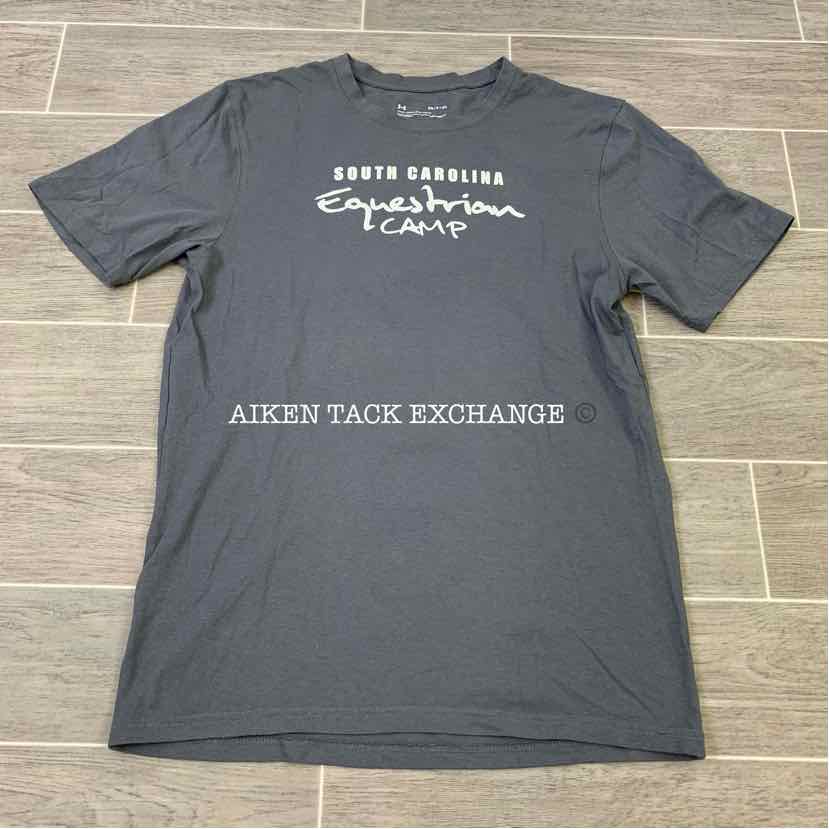 SOUTH CAROLINA
Equestrian
CAMP
AIKEN TACK EXCHANGE ©